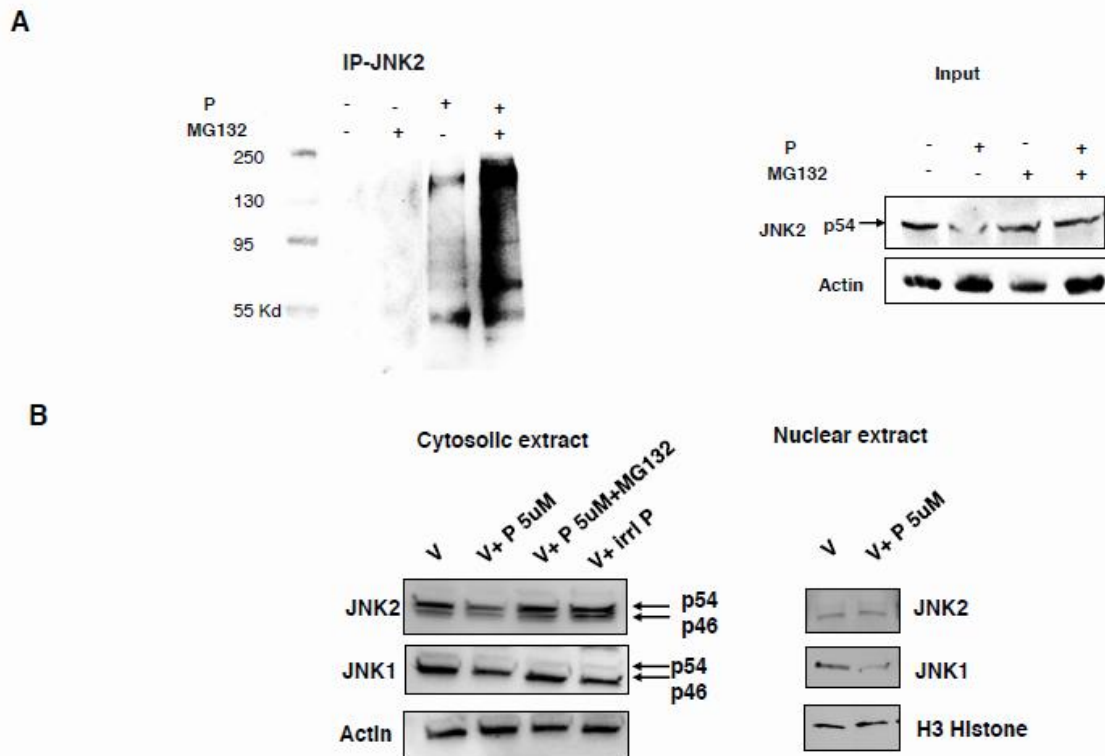 A
IP-JNK2
P - - + +
MG132 - + - +
250
130
95
55 Kd
Input
P - + - +
MG132 - - + +
JNK2 p54
Actin
B
Cytosolic extract
V V+ P 5uM V+ P 5uM+MG132 V+ irrl P
JNK2 p54
p46
JNK1 p54
p46
Actin
Nuclear extract
V V+ P 5uM
JNK2
JNK1
H3 Histone